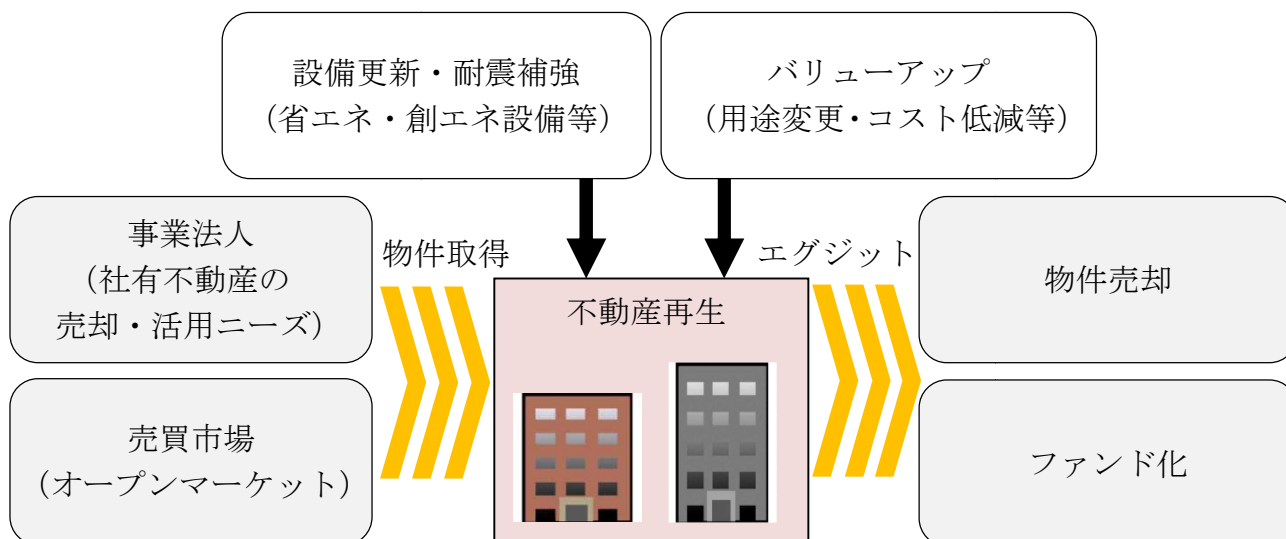 設備更新・耐震補強
（省エネ・創エネ設備等）
バリューアップ
（用途変更・コスト低減等）
事業法人
（社有不動産の
売却・活用ニーズ）
売買市場
（オープンマーケット）
物件取得
不動産再生
エグジット
物件売却
ファンド化